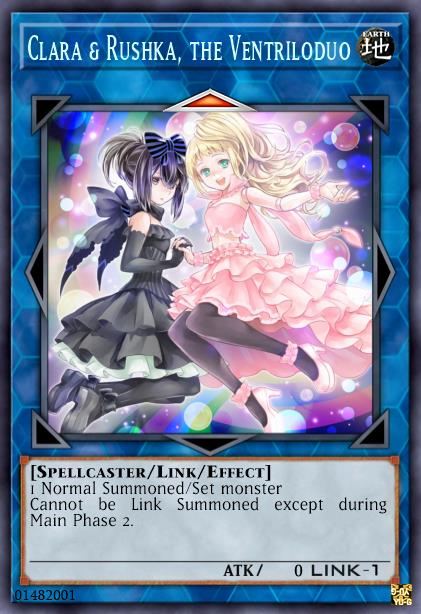 Clara & Rushka, the Ventriloduo
EARTH
地
[Spellcaster/Link/Effect]
1 Normal Summoned/Set monster
Cannot be Link Summoned except during
Main Phase 2.
ATK/ 0 LINK-1
01482001